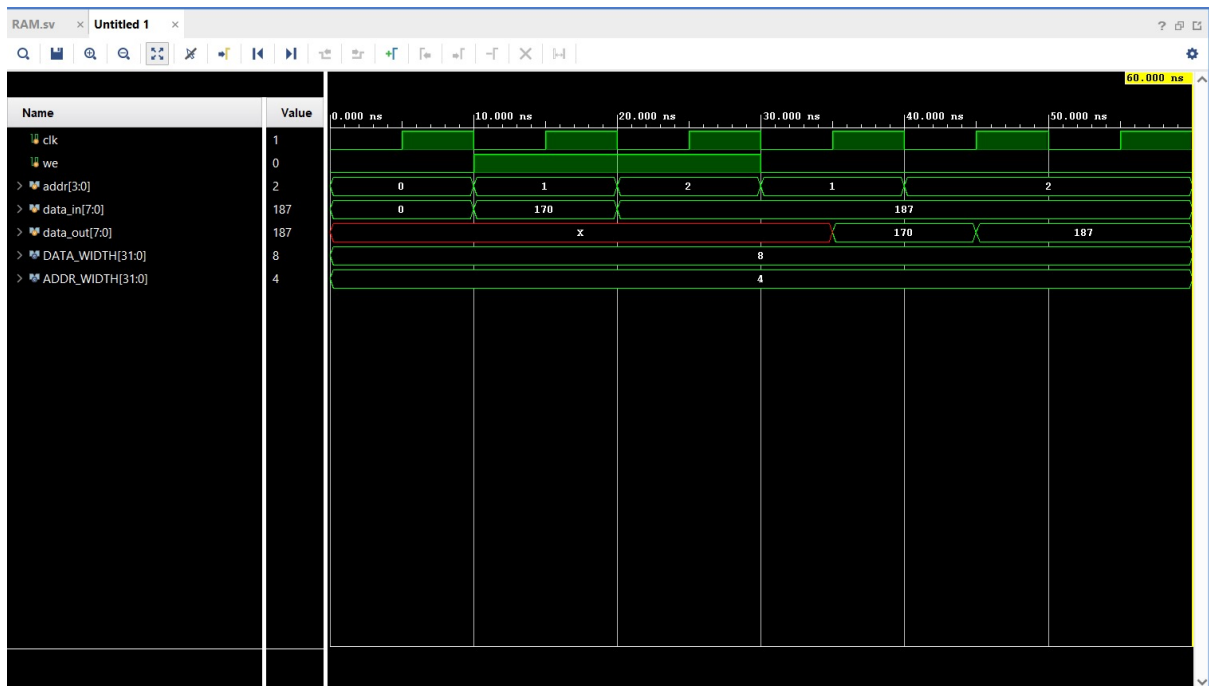 RAM.sv × Untitled 1 × ?
60.000 ns
Name Value 0.000 ns 10.000 ns 20.000 ns 30.000 ns 40.000 ns 50.000 ns
clk 1
we 0
> addr[3:0] 2 0 1 2 1 2
> data_in[7:0] 187 0 170 187
> data_out[7:0] 187 X 170 187
> DATA_WIDTH[31:0] 8 8
> ADDR_WIDTH[31:0] 4 4